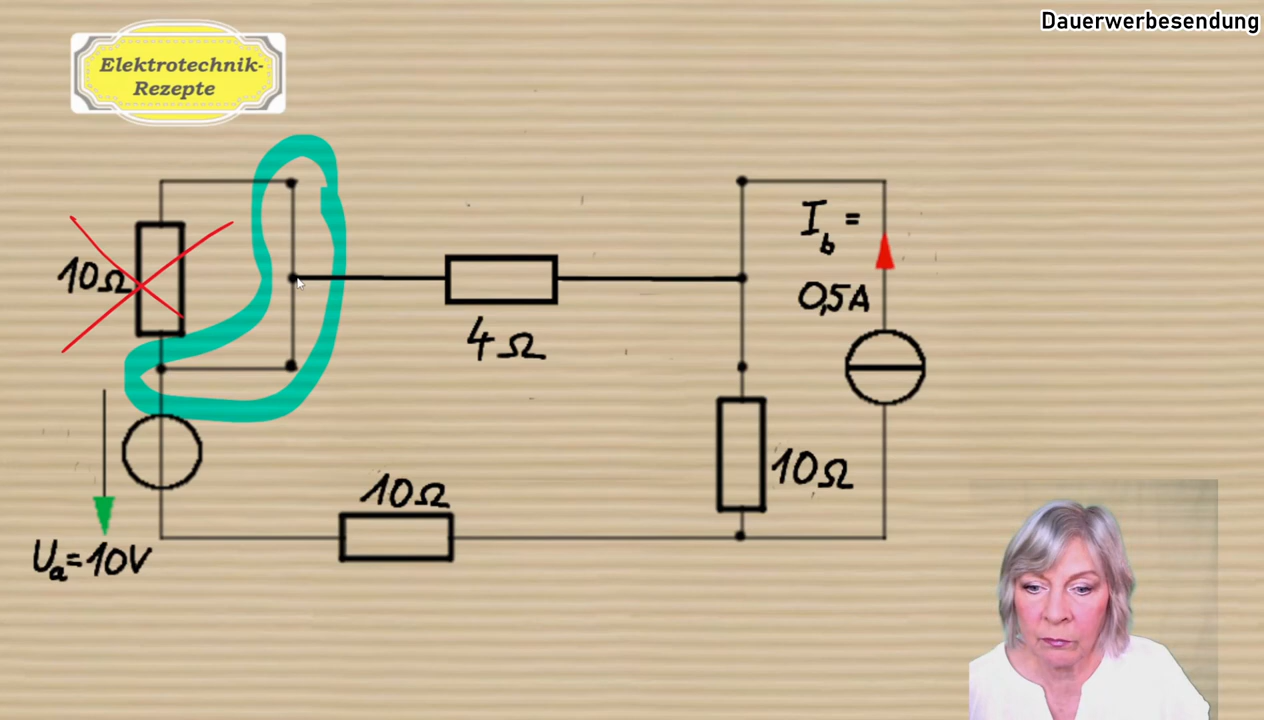 Dauerwerbesendung
Elektrotechnik-
Rezepte
10Ω
4Ω
I_b =
0,5A
10Ω
10Ω
U_a=10V